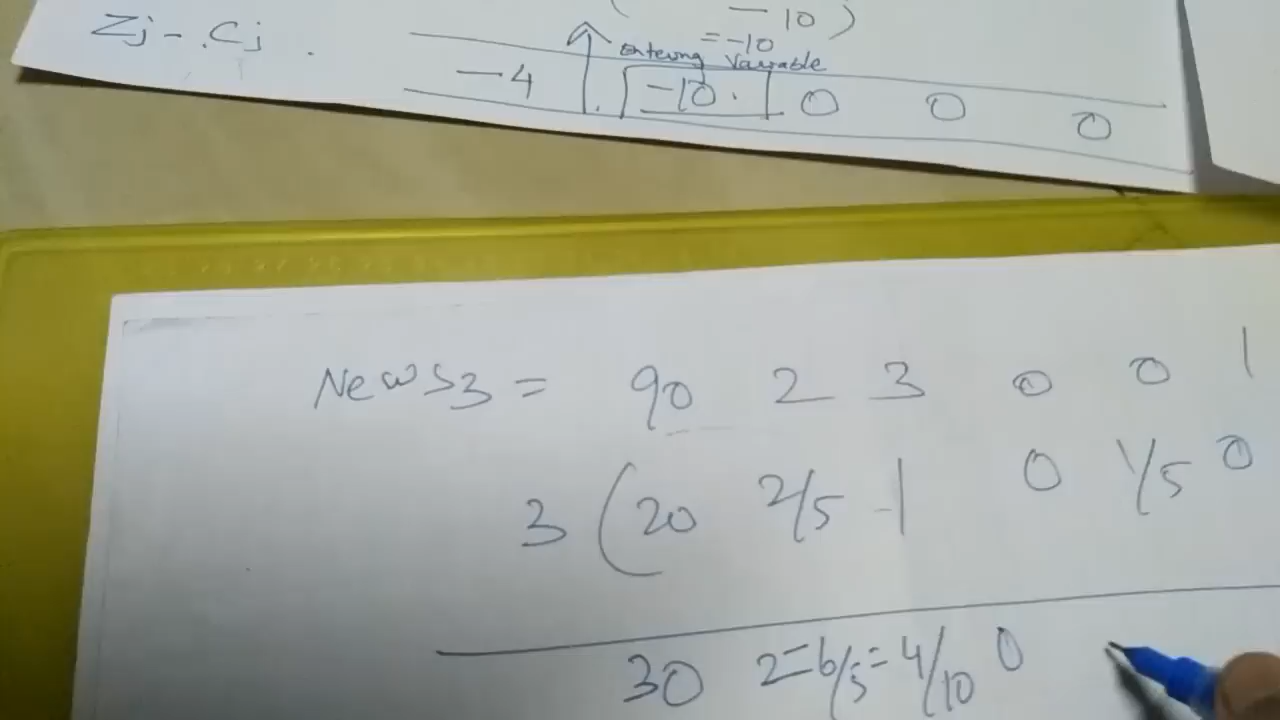 - 10 )
Zj - Cj .
= -10
Entering Variable
-4 -10 . 0 0 0
New S3 = 90 2 3 0 0 1
3 ( 20 2/5 1 0 1/5 0
30 2=6/5=4/10 0